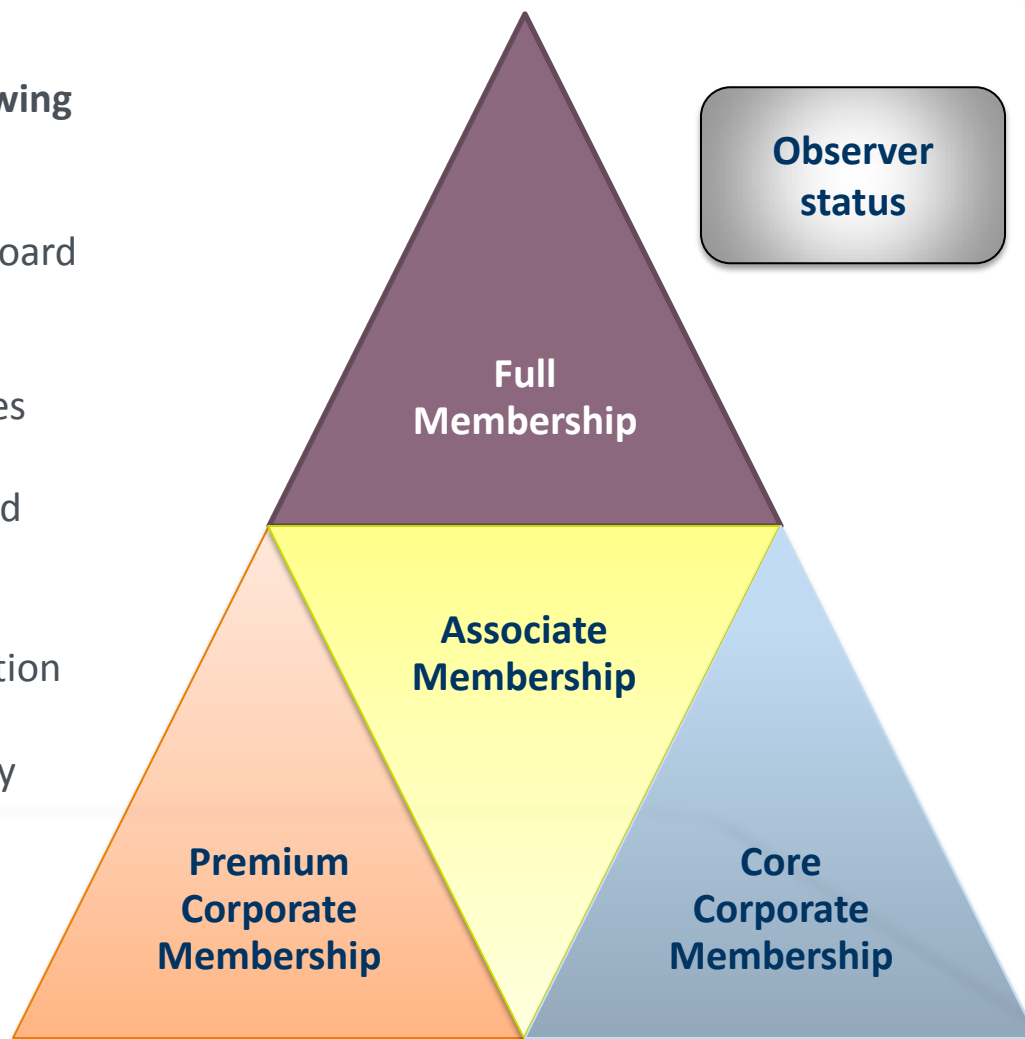 wing
oard
es
d
tion
y
Observer
status
Full
Membership
Associate
Membership
Premium
Corporate
Membership
Core
Corporate
Membership